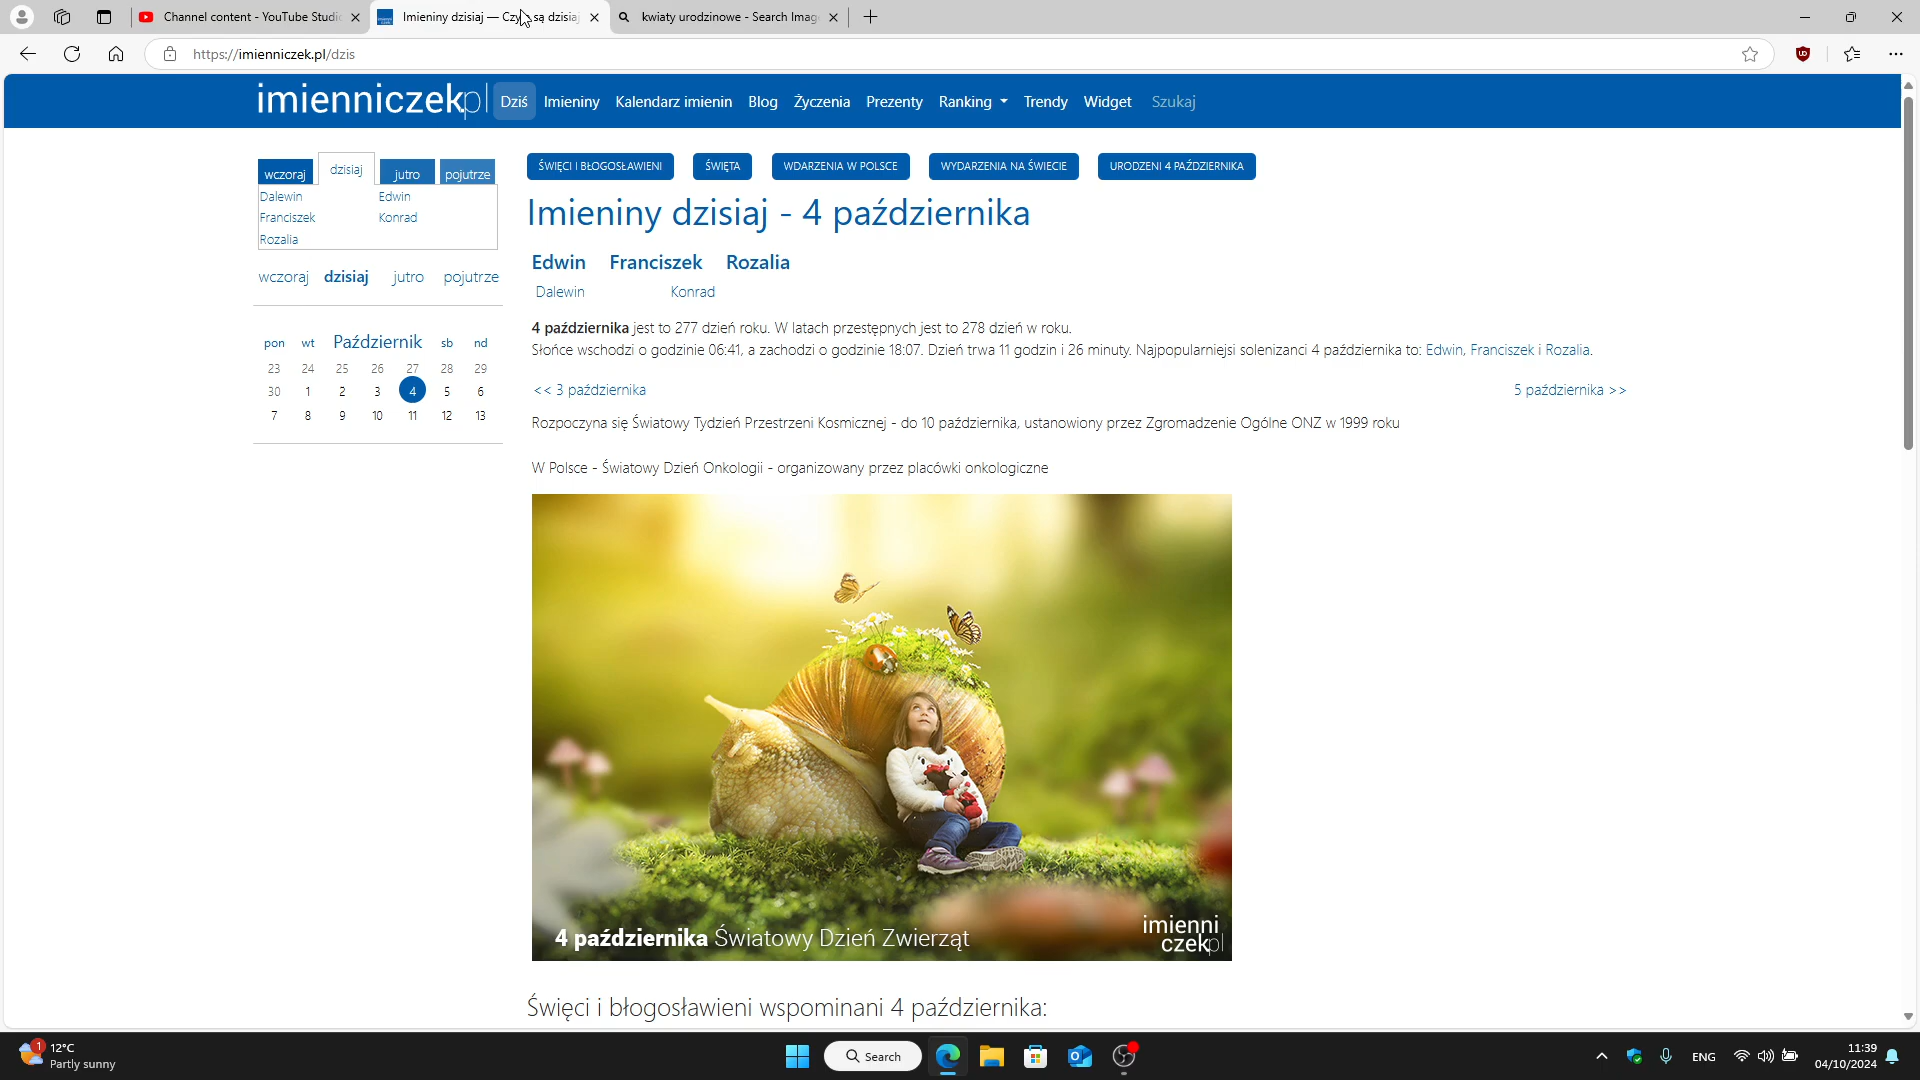 Channel content - YouTube Studio
Imieniny dzisiaj — Czyje są dzisiaj
kwiaty urodzinowe - Search Imag
https://imienniczek.pl/dzis
imienniczekpl
Dziś
Imieniny
Kalendarz imienin
Blog
Życzenia
Prezenty
Ranking
Trendy
Widget
Szukaj
wczoraj
dzisiaj
jutro
pojutrze
Dalewin
Edwin
Franciszek
Konrad
Rozalia
wczoraj dzisiaj jutro pojutrze
pon wt Październik sb nd
23 24 25 26 27 28 29
30 1 2 3 4 5 6
7 8 9 10 11 12 13
ŚWIĘCI I BŁOGOSŁAWIENI
ŚWIĘTA
WDARZENIA W POLSCE
WYDARZENIA NA ŚWIECIE
URODZENI 4 PAŹDZIERNIKA
Imieniny dzisiaj - 4 października
Edwin Franciszek Rozalia
Dalewin Konrad
4 października jest to 277 dzień roku. W latach przestępnych jest to 278 dzień w roku.
Słońce wschodzi o godzinie 06:41, a zachodzi o godzinie 18:07. Dzień trwa 11 godzin i 26 minuty. Najpopularniejsi solenizanci 4 października to: Edwin, Franciszek i Rozalia.
<< 3 października
5 października >>
Rozpoczyna się Światowy Tydzień Przestrzeni Kosmicznej - do 10 października, ustanowiony przez Zgromadzenie Ogólne ONZ w 1999 roku
W Polsce - Światowy Dzień Onkologii - organizowany przez placówki onkologiczne
4 października Światowy Dzień Zwierząt
imienni
czekpl
Święci i błogosławieni wspominani 4 października:
1
12°C
Partly sunny
Search
ENG
11:39
04/10/2024